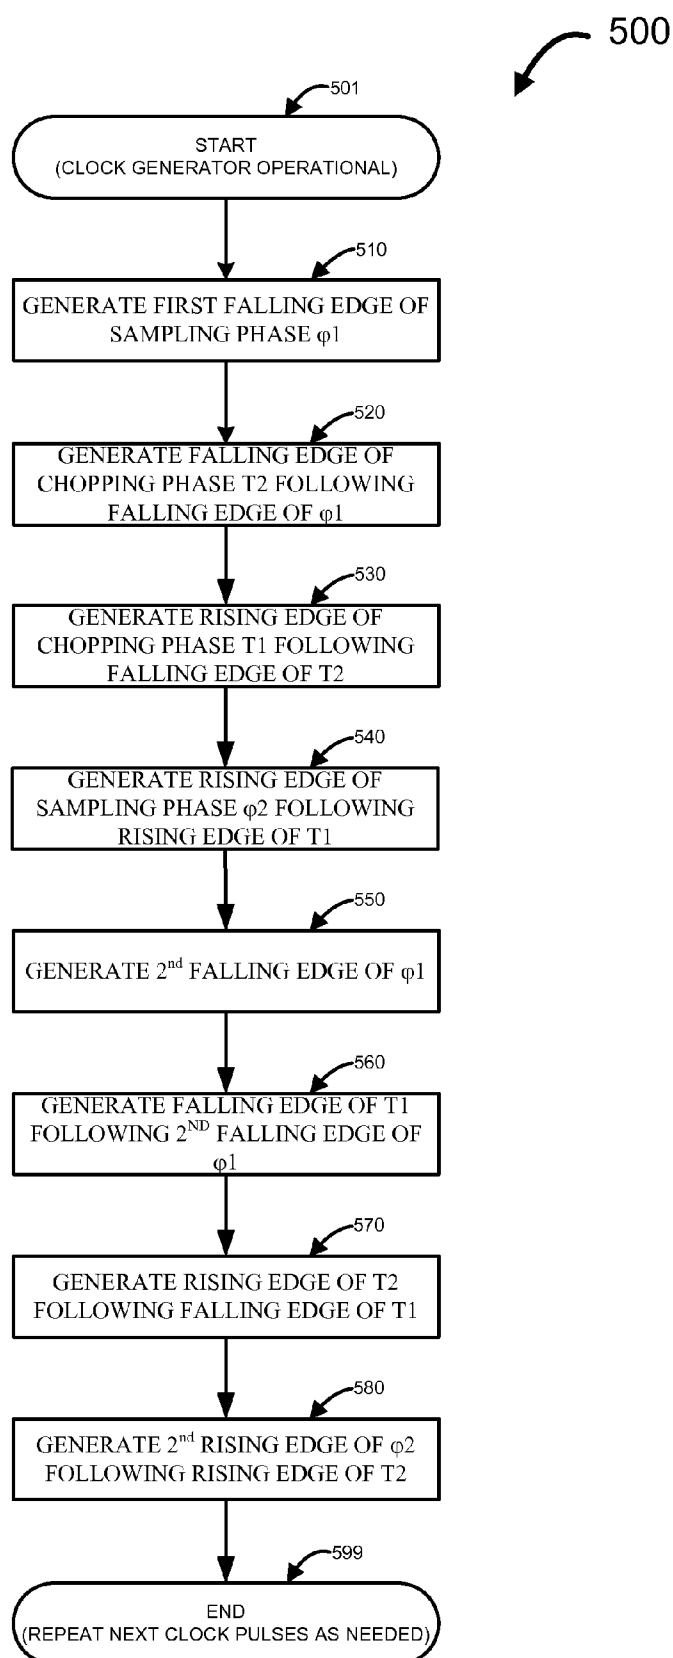 500
501
START
(CLOCK GENERATOR OPERATIONAL)
510
GENERATE FIRST FALLING EDGE OF
SAMPLING PHASE φ1
520
GENERATE FALLING EDGE OF
CHOPPING PHASE T2 FOLLOWING
FALLING EDGE OF φ1
530
GENERATE RISING EDGE OF
CHOPPING PHASE T1 FOLLOWING
FALLING EDGE OF T2
540
GENERATE RISING EDGE OF
SAMPLING PHASE φ2 FOLLOWING
RISING EDGE OF T1
550
GENERATE 2nd FALLING EDGE OF φ1
560
GENERATE FALLING EDGE OF T1
FOLLOWING 2ND FALLING EDGE OF
φ1
570
GENERATE RISING EDGE OF T2
FOLLOWING FALLING EDGE OF T1
580
GENERATE 2nd RISING EDGE OF φ2
FOLLOWING RISING EDGE OF T2
599
END
(REPEAT NEXT CLOCK PULSES AS NEEDED)